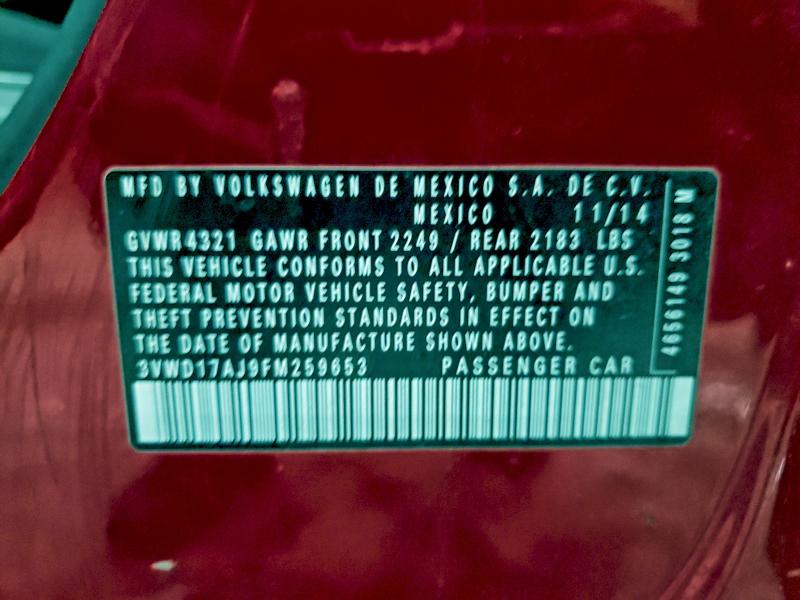 MFD BY VOLKSWAGEN DE MEXICO S.A. DE C.V.
MEXICO 11/14
GVWR4321 GAWR FRONT 2249 / REAR 2183 LBS
THIS VEHICLE CONFORMS TO ALL APPLICABLE U.S.
FEDERAL MOTOR VEHICLE SAFETY, BUMPER AND
THEFT PREVENTION STANDARDS IN EFFECT ON
THE DATE OF MANUFACTURE SHOWN ABOVE.
3VWD17AJ9FM259653 PASSENGER CAR
4656149 3018 M